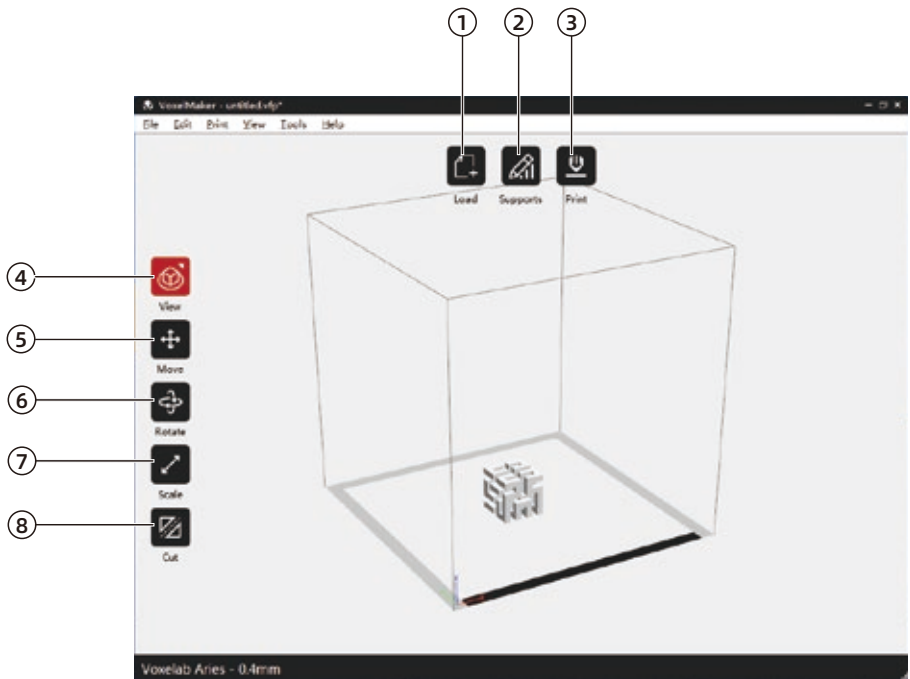 ① ② ③
VoxelMaker - untitled.vfp*
File Edit Print View Tools Help
Load Supports Print
④
View
⑤
Move
⑥
Rotate
⑦
Scale
⑧
Cut
Voxelab Aries - 0.4mm